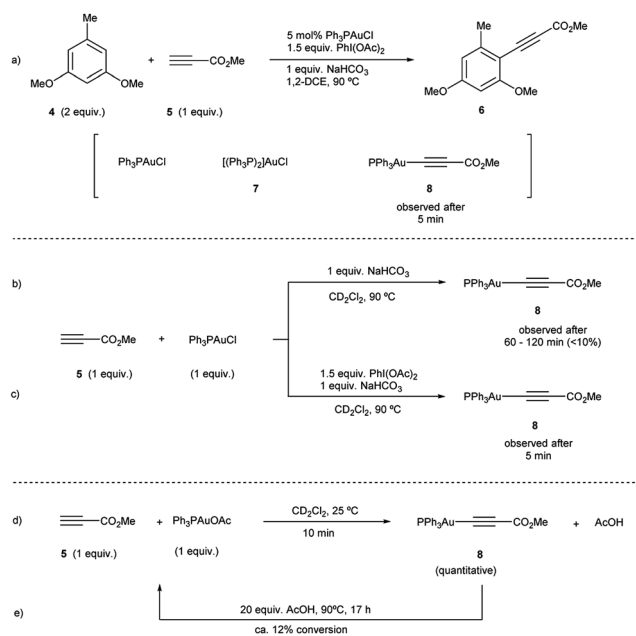 a)
Me
MeO
OMe
4 (2 equiv.)
+
CO2Me
5 (1 equiv.)
5 mol% Ph3PAuCl
1.5 equiv. PhI(OAc)2
1 equiv. NaHCO3
1,2-DCE, 90 ºC
Me
CO2Me
MeO
OMe
6
Ph3PAuCl
[(Ph3P)2]AuCl
7
PPh3Au
CO2Me
8
observed after
5 min
b)
CO2Me
5 (1 equiv.)
+
Ph3PAuCl
(1 equiv.)
1 equiv. NaHCO3
CD2Cl2, 90 ºC
PPh3Au
CO2Me
8
observed after
60 - 120 min (<10%)
c)
1.5 equiv. PhI(OAc)2
1 equiv. NaHCO3
CD2Cl2, 90 ºC
PPh3Au
CO2Me
8
observed after
5 min
d)
CO2Me
5 (1 equiv.)
+
Ph3PAuOAc
(1 equiv.)
CD2Cl2, 25 ºC
10 min
PPh3Au
CO2Me
8
(quantitative)
+ AcOH
e)
20 equiv. AcOH, 90ºC, 17 h
ca. 12% conversion